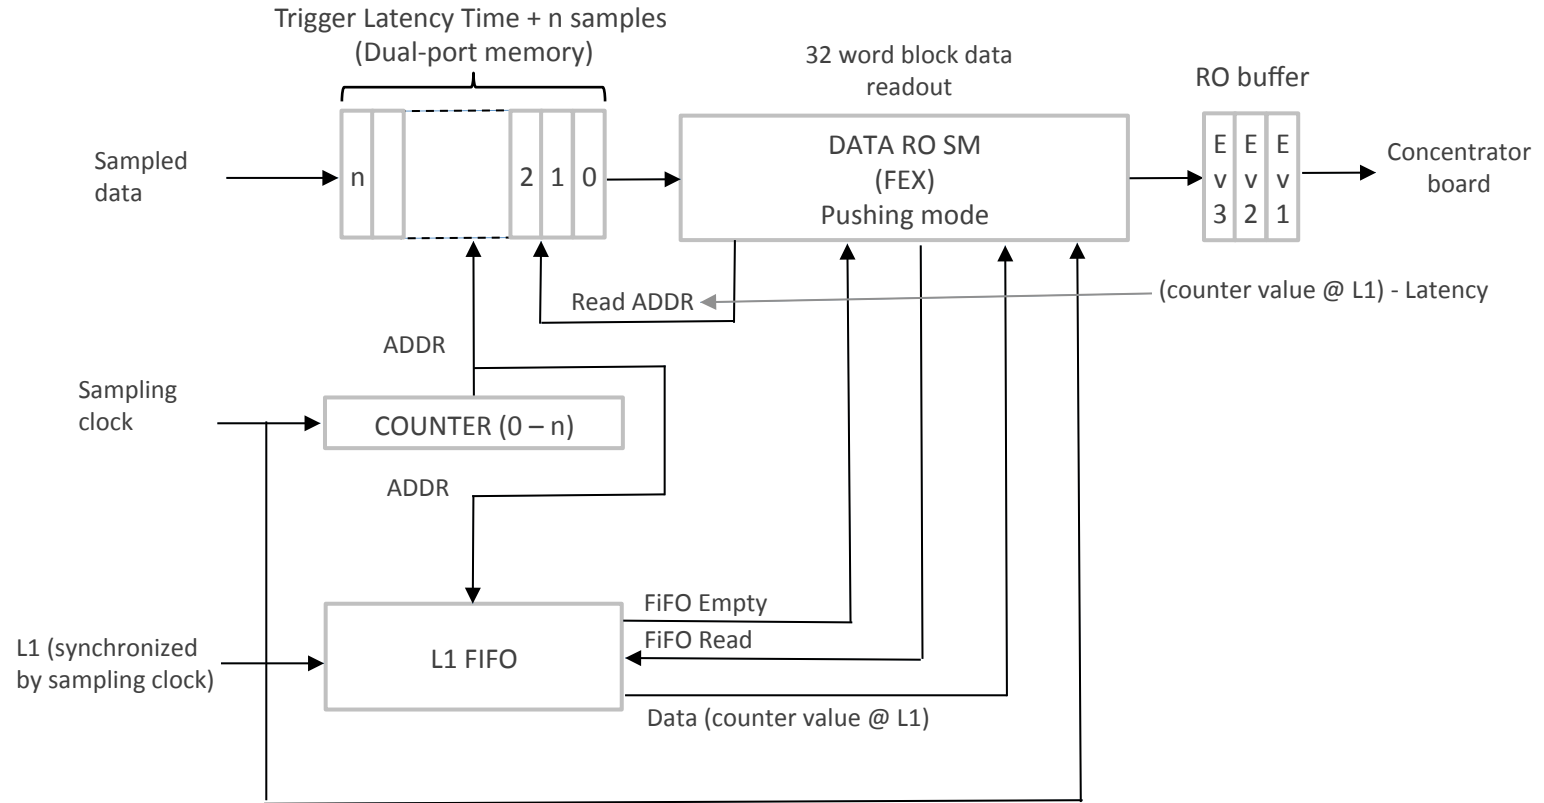 Trigger Latency Time + n samples
(Dual-port memory)
32 word block data
readout
RO buffer
Sampled
data
n
2 1 0
DATA RO SM
(FEX)
Pushing mode
E E E
v v v
3 2 1
Concentrator
board
Read ADDR
(counter value @ L1) - Latency
ADDR
Sampling
clock
COUNTER (0 – n)
ADDR
FiFO Empty
FiFO Read
L1 (synchronized
by sampling clock)
L1 FIFO
Data (counter value @ L1)